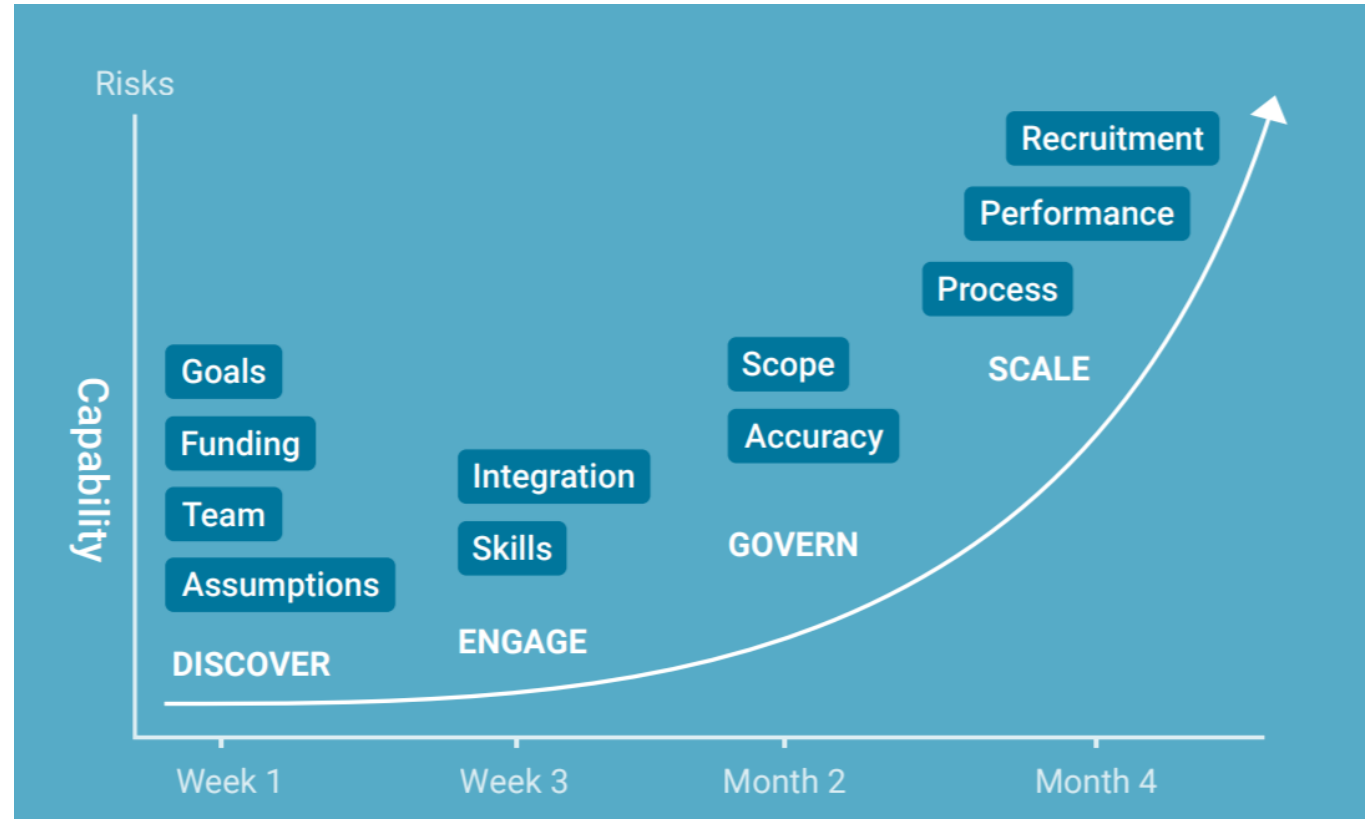 Risks
Capability
Goals
Funding
Team
Assumptions
DISCOVER
Integration
Skills
ENGAGE
Scope
Accuracy
GOVERN
Recruitment
Performance
Process
SCALE
Week 1
Week 3
Month 2
Month 4